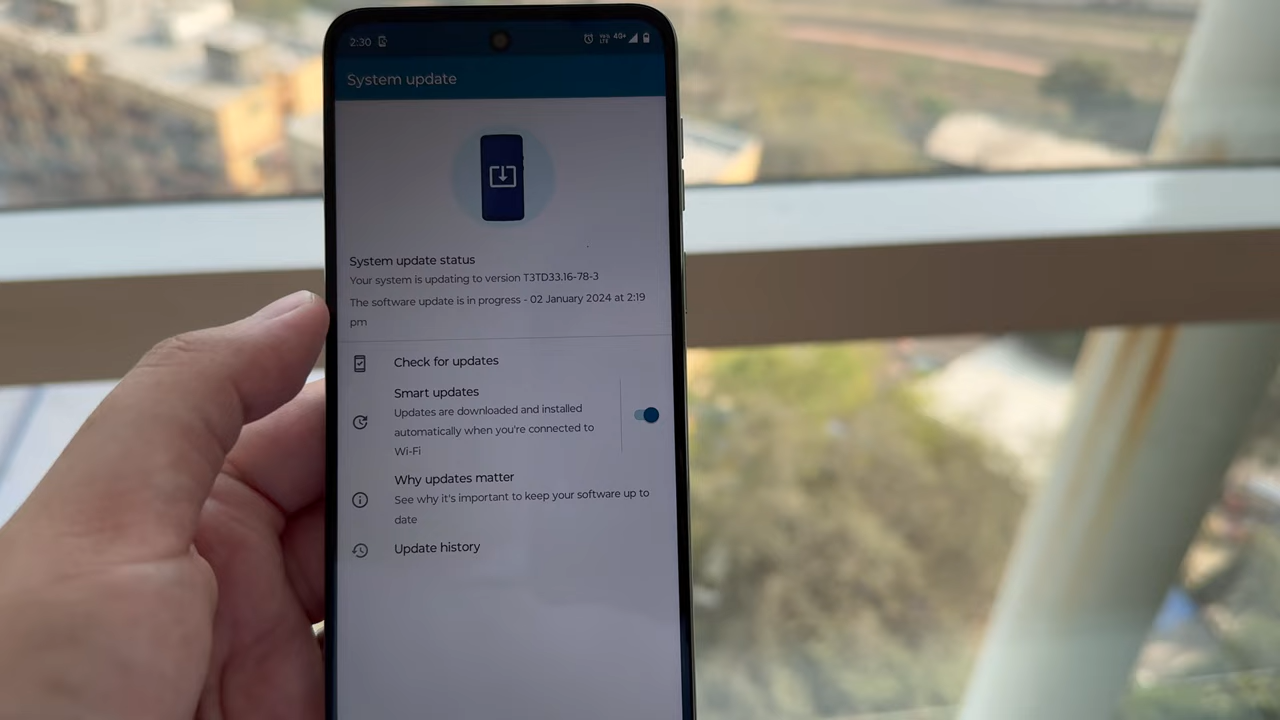 2:30 Vo) LTE 4G+
System update
System update status
Your system is updating to version T3TD33.16-78-3
The software update is in progress - 02 January 2024 at 2:19
pm
Check for updates
Smart updates
Updates are downloaded and installed
automatically when you're connected to
Wi-Fi
Why updates matter
See why it's important to keep your software up to
date
Update history